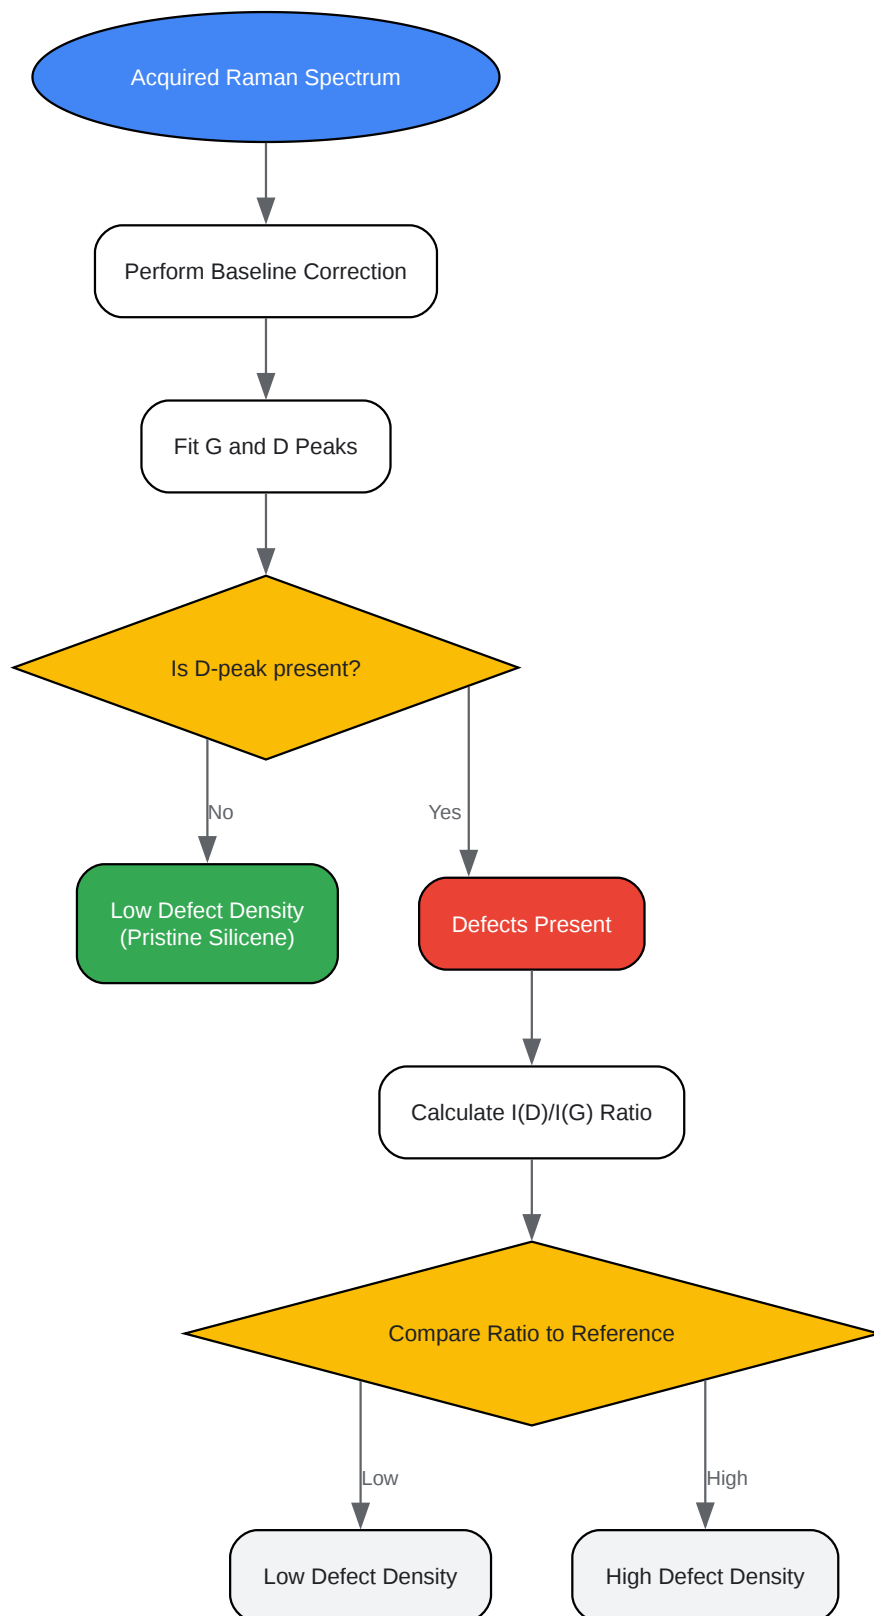 Acquired Raman Spectrum
Perform Baseline Correction
Fit G and D Peaks
Is D-peak present?
No
Yes
Low Defect Density
(Pristine Silicene)
Defects Present
Calculate I(D)/I(G) Ratio
Compare Ratio to Reference
Low
High
Low Defect Density
High Defect Density